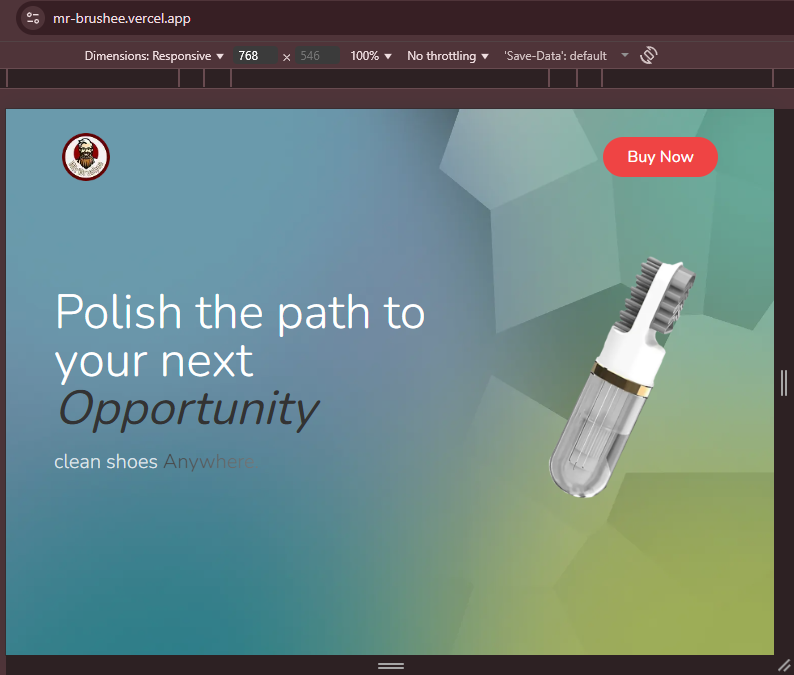 mr-brushee.vercel.app
Dimensions: Responsive 768 × 546 100% No throttling 'Save-Data': default
Buy Now
Polish the path to
your next
Opportunity
clean shoes Anywhere